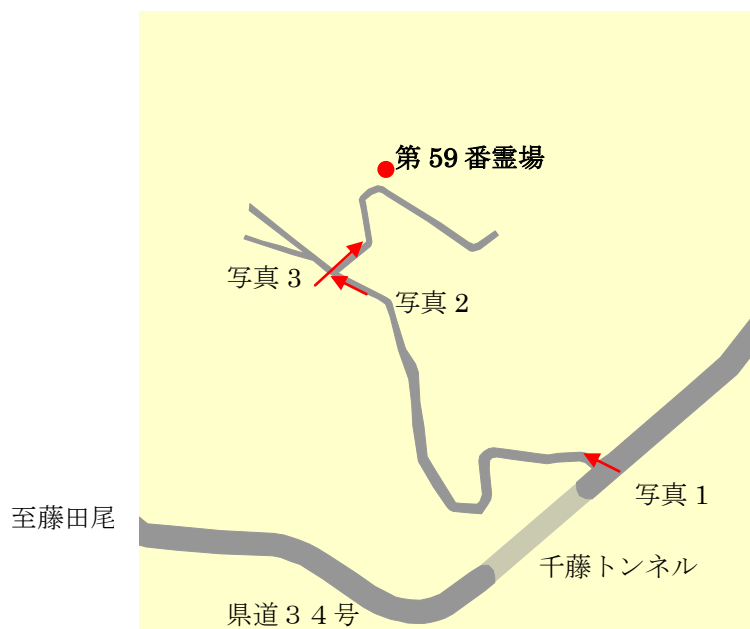 第 59 番霊場
写真 3
写真 2
写真 1
至藤田尾
千藤トンネル
県道３４号